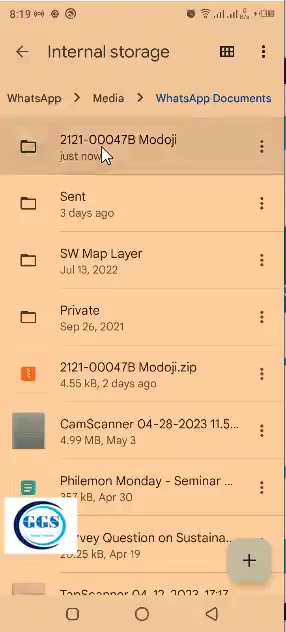 8:19
Internal storage
WhatsApp > Media > WhatsApp Documents
2121-00047B Modoji
just now
Sent
3 days ago
SW Map Layer
Jul 13, 2022
Private
Sep 26, 2021
2121-00047B Modoji.zip
4.55 kB, 2 days ago
CamScanner 04-28-2023 11.5...
4.99 MB, May 3
Philemon Monday - Seminar ...
357 kB, Apr 30
GGS
rvey Question on Sustaina...
20.25 kB, Apr 19
TapScanner 04-12-2023-17:17